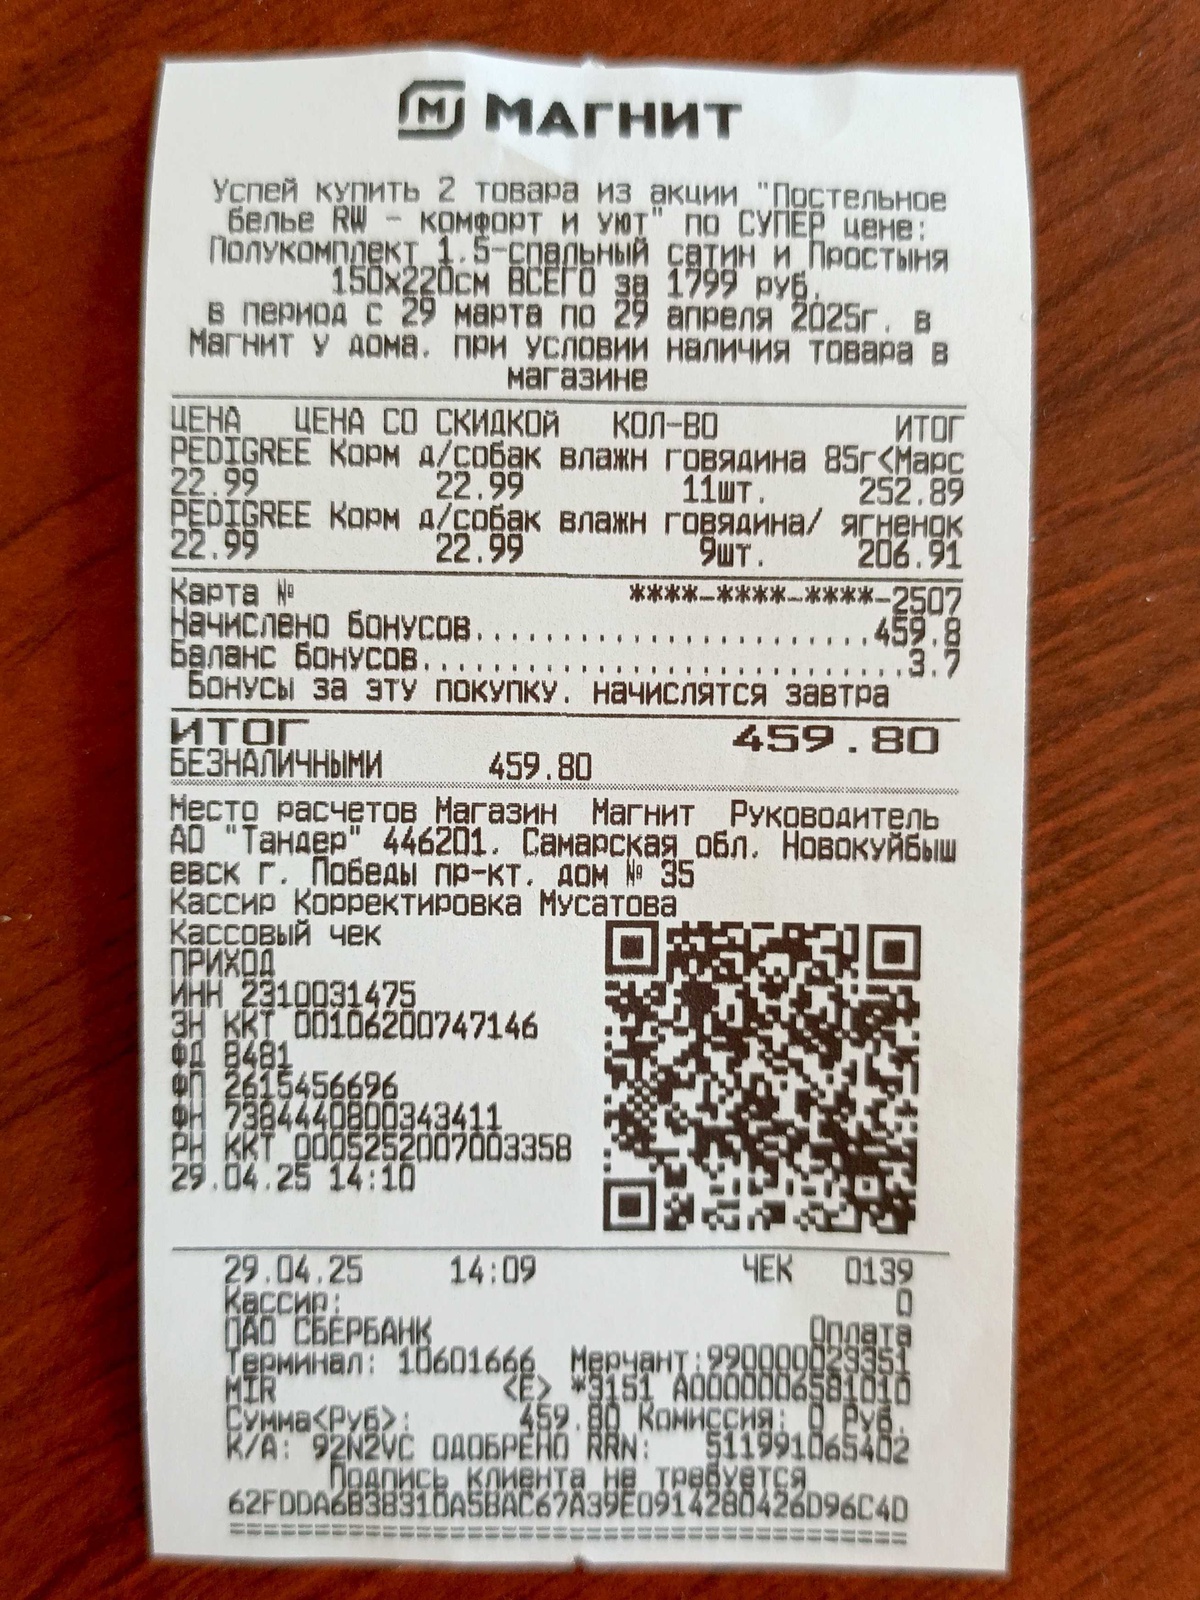 МАГНИТ
Успей купить 2 товара из акции "Постельное
белье RW - комфорт и уют" по СУПЕР цене:
Полукомплект 1.5-спальный сатин и Простыня
150x220см ВСЕГО за 1799 руб.
в период с 29 марта по 29 апреля 2025г. в
Магнит у дома. при условии наличия товара в
магазине
ЦЕНА ЦЕНА СО СКИДКОЙ КОЛ-ВО ИТОГ
PEDIGREE Корм д/собак влажн говядина 85г<Марс
22.99 22.99 11шт. 252.89
PEDIGREE Корм д/собак влажн говядина/ ягненок
22.99 22.99 9шт. 206.91
Карта № ****-****-****-2507
Начислено бонусов........................459.8
Баланс бонусов.............................3.7
Бонусы за эту покупку. начислятся завтра
ИТОГ 459.80
БЕЗНАЛИЧНЫМИ 459.80
Место расчетов Магазин Магнит Руководитель
АО "Тандер" 446201. Самарская обл. Новокуйбыш
евск г. Победы пр-кт. дом № 35
Кассир Корректировка Мусатова
Кассовый чек
ПРИХОД
ИНН 2310031475
ЗН ККТ 00106200747146
ФД 8481
ФП 2615456696
ФН 7384440800343411
РН ККТ 0005252007003358
29.04.25 14:10
29.04.25 14:09 ЧЕК 0139
Кассир: 0
ПАО СБЕРБАНК Оплата
Терминал: 10601666 Мерчант:990000023351
MIR <E> *3151 A0000006581010
Сумма<Руб>: 459.80 Комиссия: 0 Руб.
К/А: 92N2VC ОДОБРЕНО RRN: 511991065402
Подпись клиента не требуется
62FDDA6B38310A5BAC67A39E0914280426D96C4D
========================================